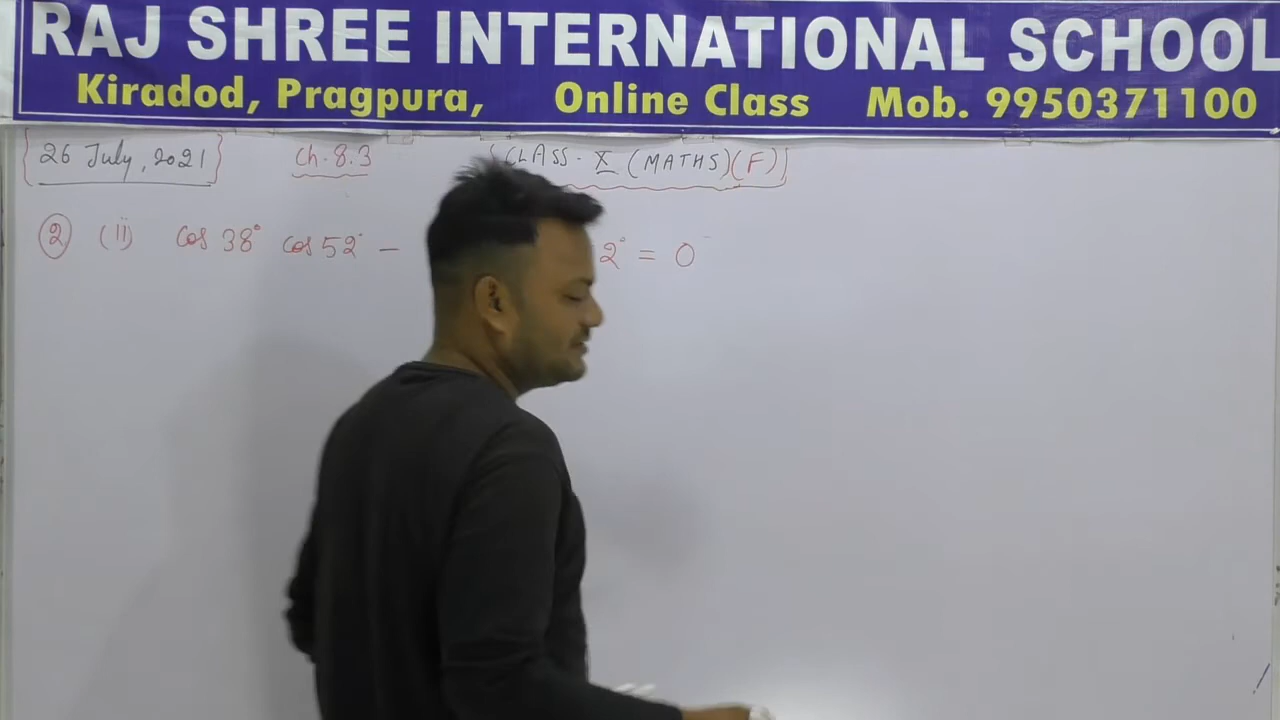 RAJ SHREE INTERNATIONAL SCHOOL
Kiradod, Pragpura, Online Class Mob. 9950371100
26 July, 2021 Ch. 8.3 (CLASS - X (MATHS)(F)]
2 (ii) cos 38° cos 52° - 2° = 0